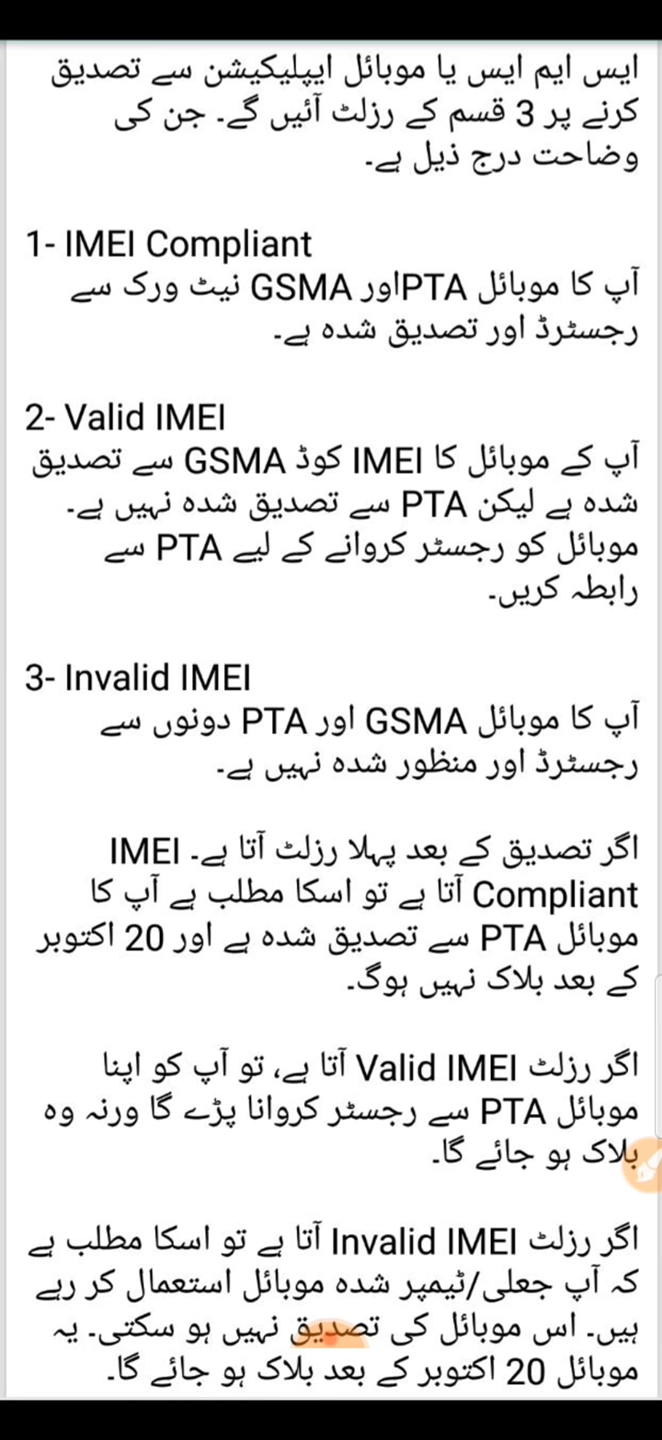 ایس ایم ایس یا موبائل ایپلیکیشن سے تصدیق
کرنے پر 3 قسم کے رزلٹ آئیں گے۔ جن کی
وضاحت درج ذیل ہے۔
1- IMEI Compliant
آپ کا موبائل PTAاور GSMA نیٹ ورک سے
رجسٹرڈ اور تصدیق شدہ ہے۔
2- Valid IMEI
آپ کے موبائل کا IMEI کوڈ GSMA سے تصدیق
شدہ ہے لیکن PTA سے تصدیق شدہ نہیں ہے۔
موبائل کو رجسٹر کروانے کے لیے PTA سے
رابطہ کریں۔
3- Invalid IMEI
آپ کا موبائل GSMA اور PTA دونوں سے
رجسٹرڈ اور منظور شدہ نہیں ہے۔
اگر تصدیق کے بعد پہلا رزلٹ آتا ہے۔ IMEI
Compliant آتا ہے تو اسکا مطلب ہے آپ کا
موبائل PTA سے تصدیق شدہ ہے اور 20 اکتوبر
کے بعد بلاک نہیں ہوگ۔
اگر رزلٹ Valid IMEI آتا ہے، تو آپ کو اپنا
موبائل PTA سے رجسٹر کروانا پڑے گا ورنہ وہ
بلاک ہو جائے گا۔
اگر رزلٹ Invalid IMEI آتا ہے تو اسکا مطلب ہے
کہ آپ جعلی/ٹیمپر شدہ موبائل استعمال کر رہے
ہیں۔ اس موبائل کی تصدیق نہیں ہو سکتی۔ یہ
موبائل 20 اکتوبر کے بعد بلاک ہو جائے گا۔